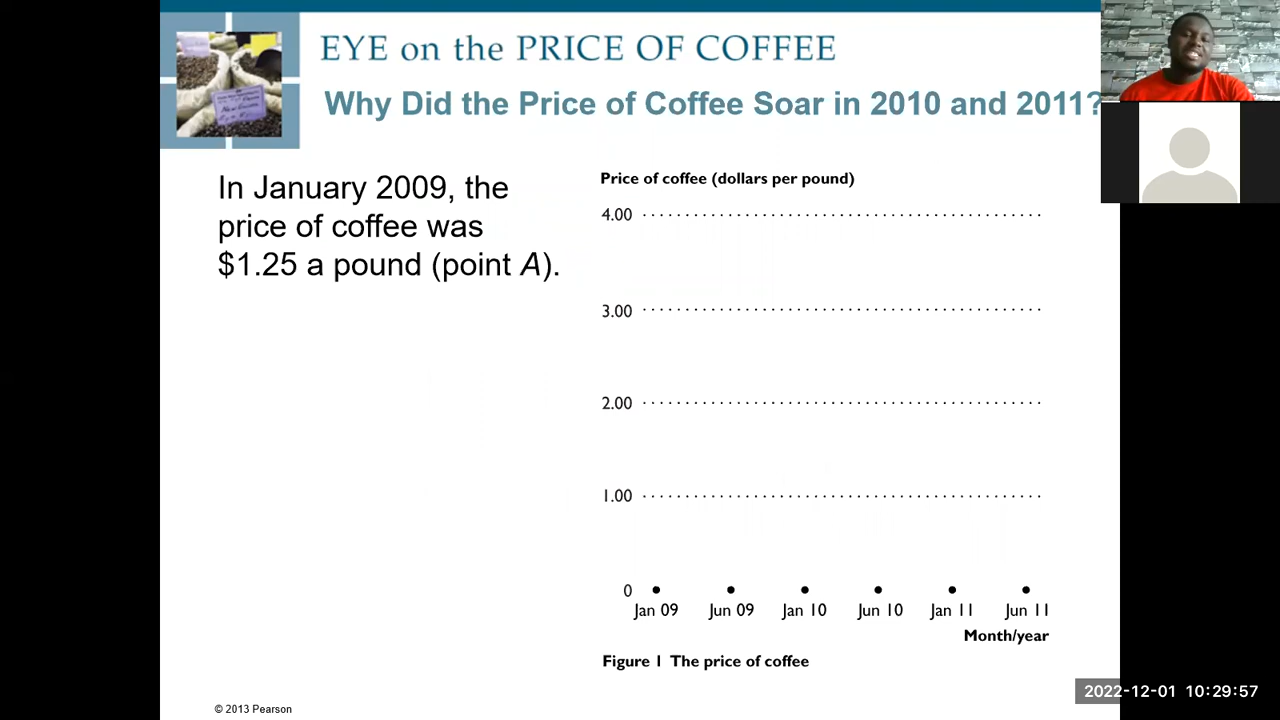 EYE on the PRICE OF COFFEE
Why Did the Price of Coffee Soar in 2010 and 2011?
In January 2009, the
price of coffee was
$1.25 a pound (point A).
Price of coffee (dollars per pound)
4.00
3.00
2.00
1.00
0
Jan 09 Jun 09 Jan 10 Jun 10 Jan 11 Jun 11
Month/year
Figure 1 The price of coffee
© 2013 Pearson
2022-12-01 10:29:57